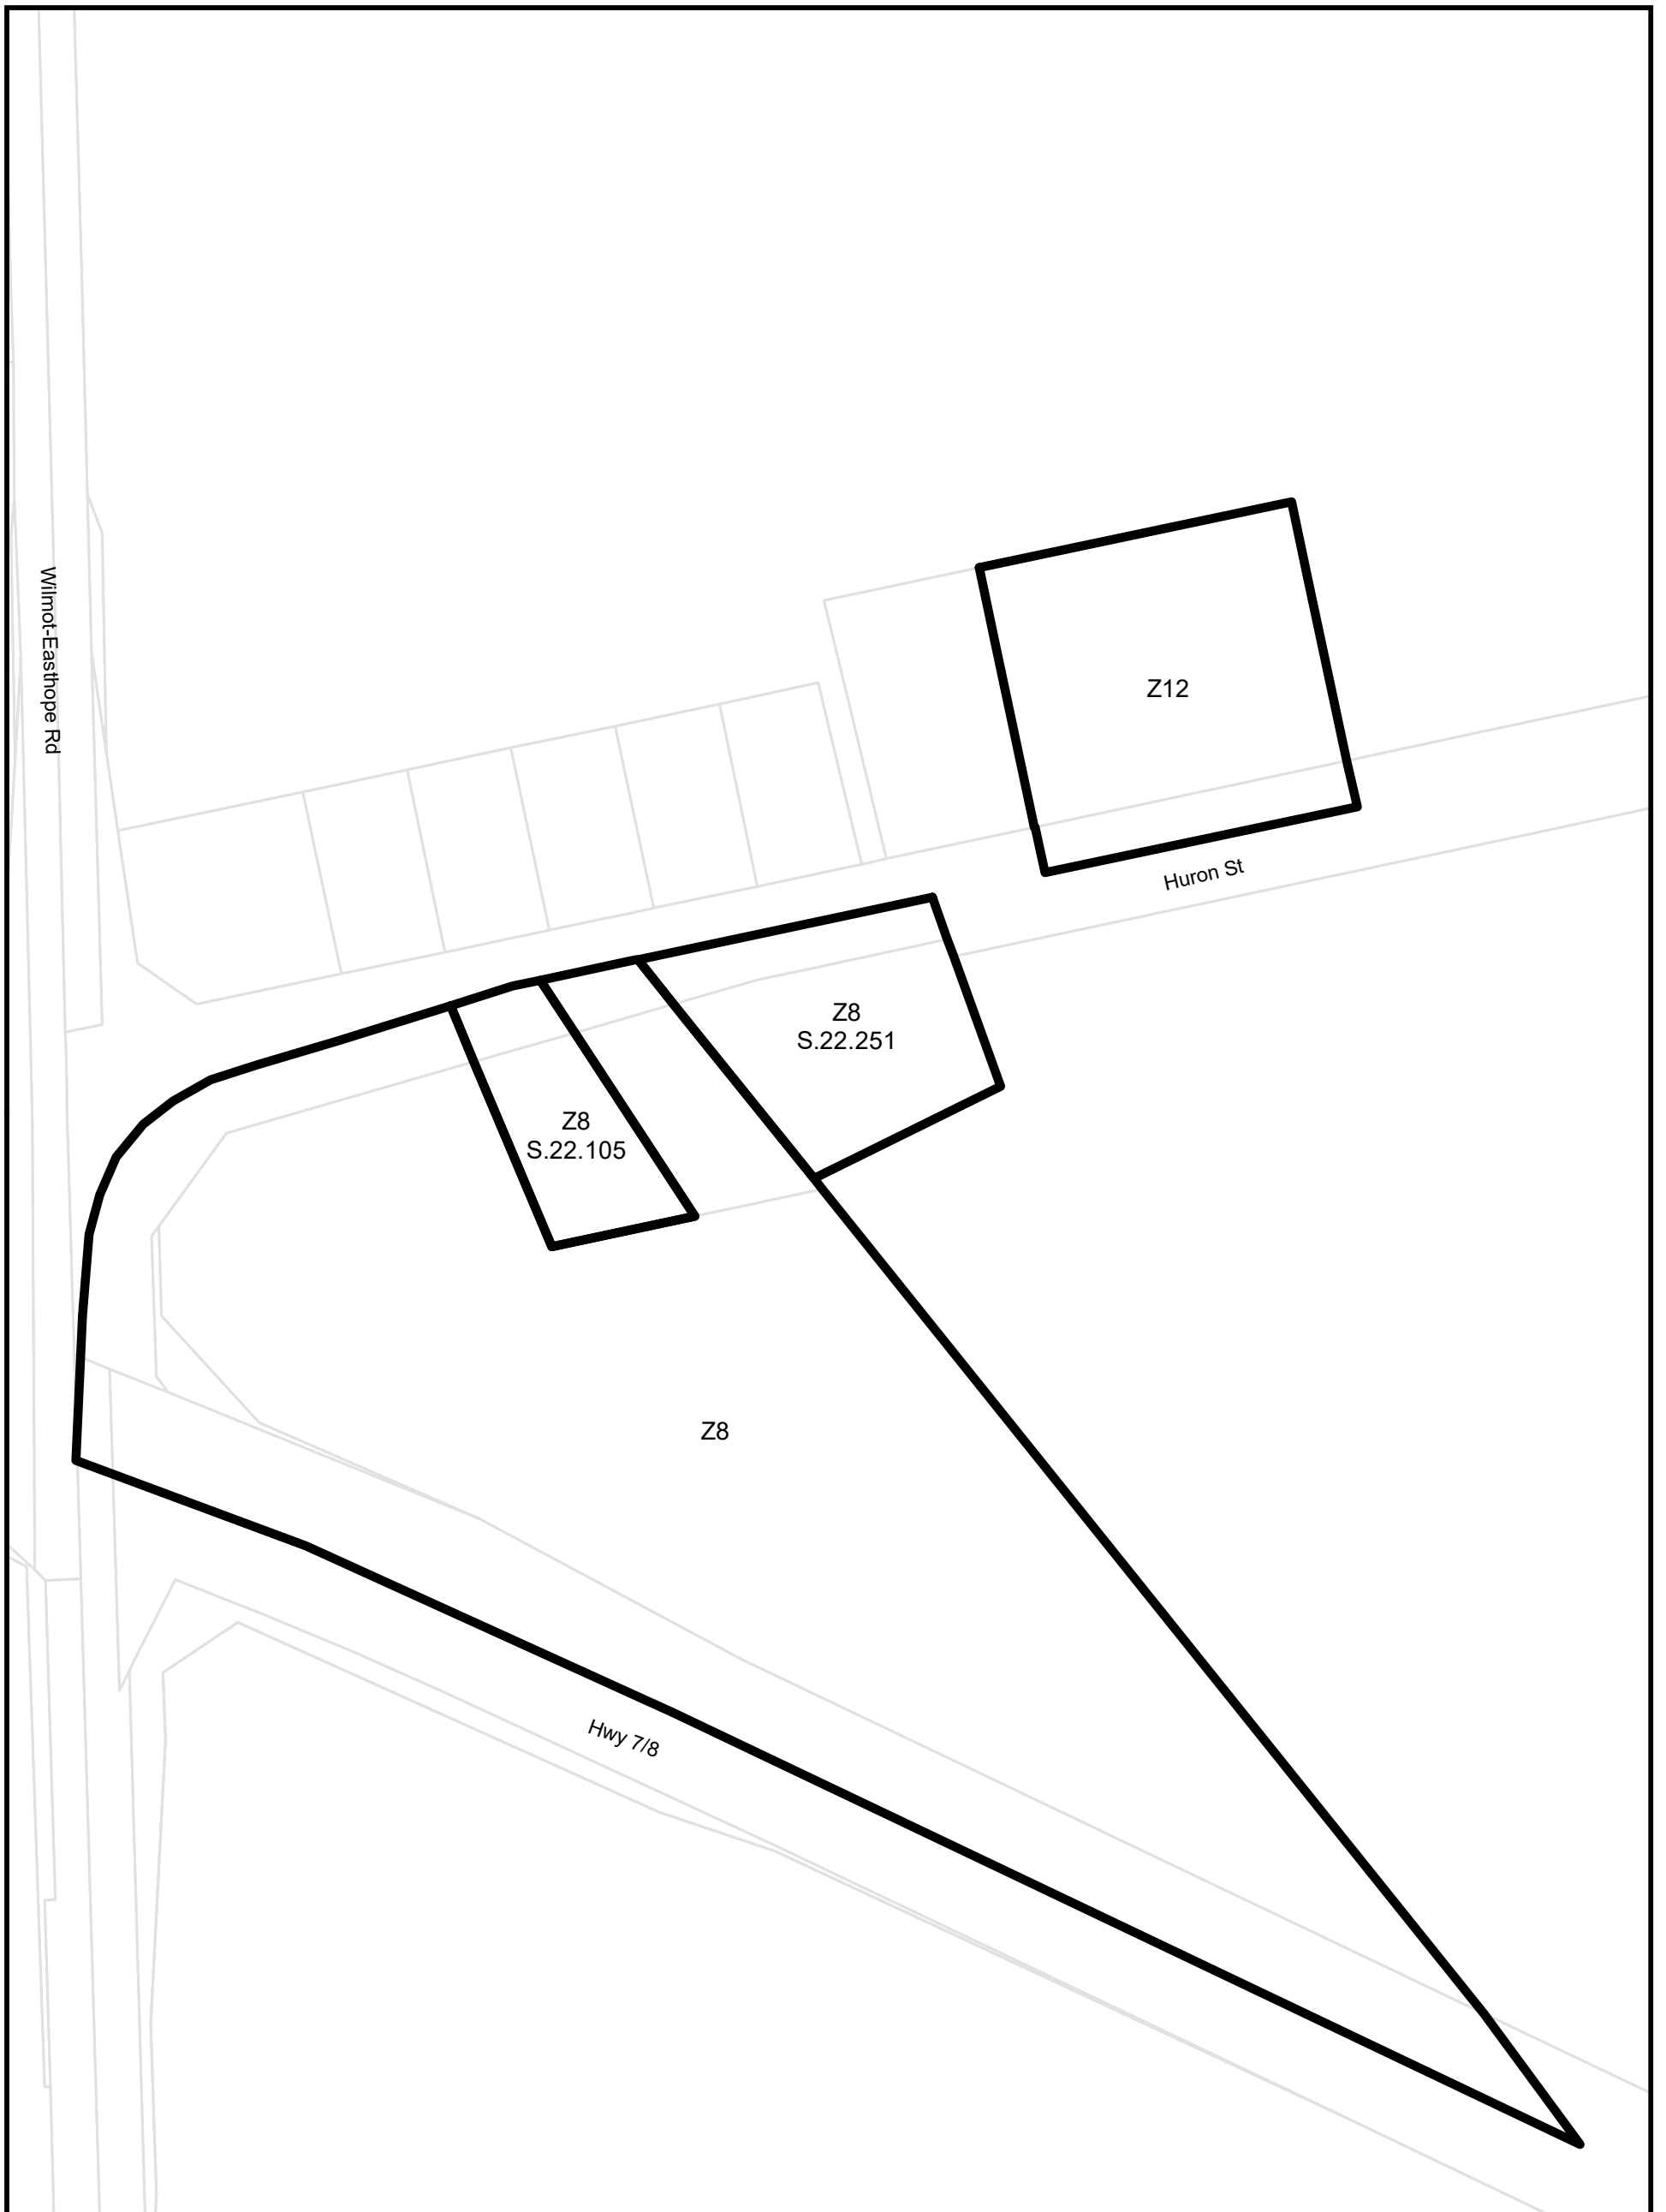 Wilmot-Easthope Rd
Z12
Huron St
Z8
S.22.251
Z8
S.22.105
Z8
Hwy 7/8